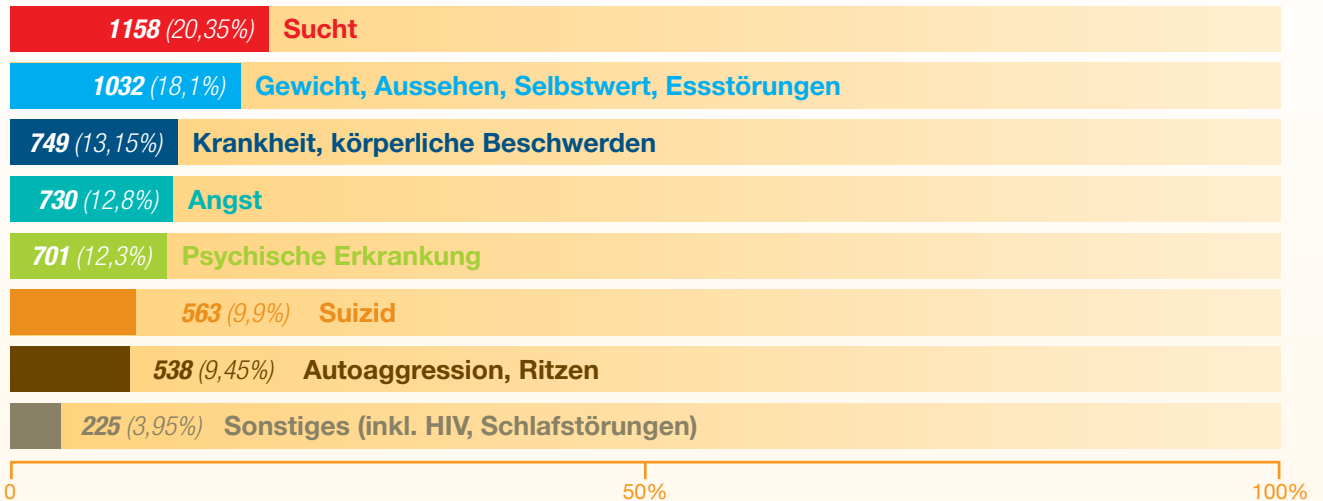 1158 (20,35%) Sucht
1032 (18,1%) Gewicht, Aussehen, Selbstwert, Essstörungen
749 (13,15%) Krankheit, körperliche Beschwerden
730 (12,8%) Angst
701 (12,3%) Psychische Erkrankung
563 (9,9%) Suizid
538 (9,45%) Autoaggression, Ritzen
225 (3,95%) Sonstiges (inkl. HIV, Schlafstörungen)
0 50% 100%